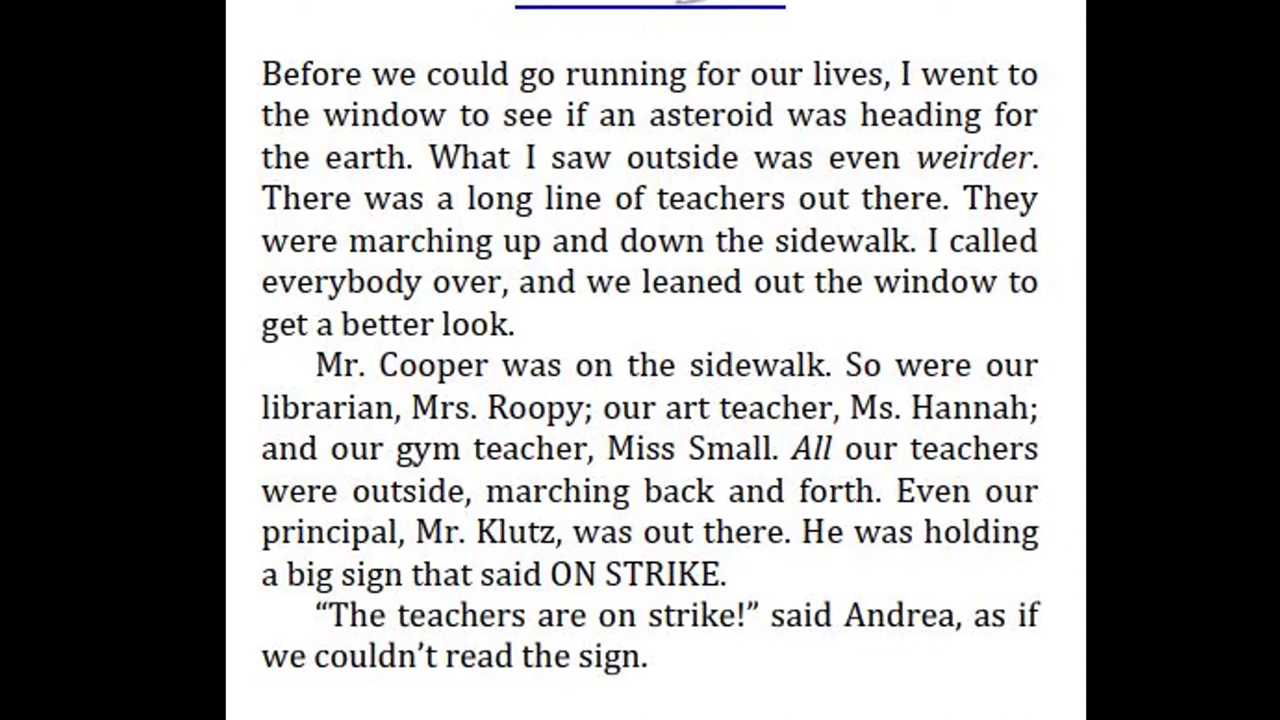 Before we could go running for our lives, I went to
the window to see if an asteroid was heading for
the earth. What I saw outside was even weirder.
There was a long line of teachers out there. They
were marching up and down the sidewalk. I called
everybody over, and we leaned out the window to
get a better look.
Mr. Cooper was on the sidewalk. So were our
librarian, Mrs. Roopy; our art teacher, Ms. Hannah;
and our gym teacher, Miss Small. All our teachers
were outside, marching back and forth. Even our
principal, Mr. Klutz, was out there. He was holding
a big sign that said ON STRIKE.
“The teachers are on strike!” said Andrea, as if
we couldn’t read the sign.